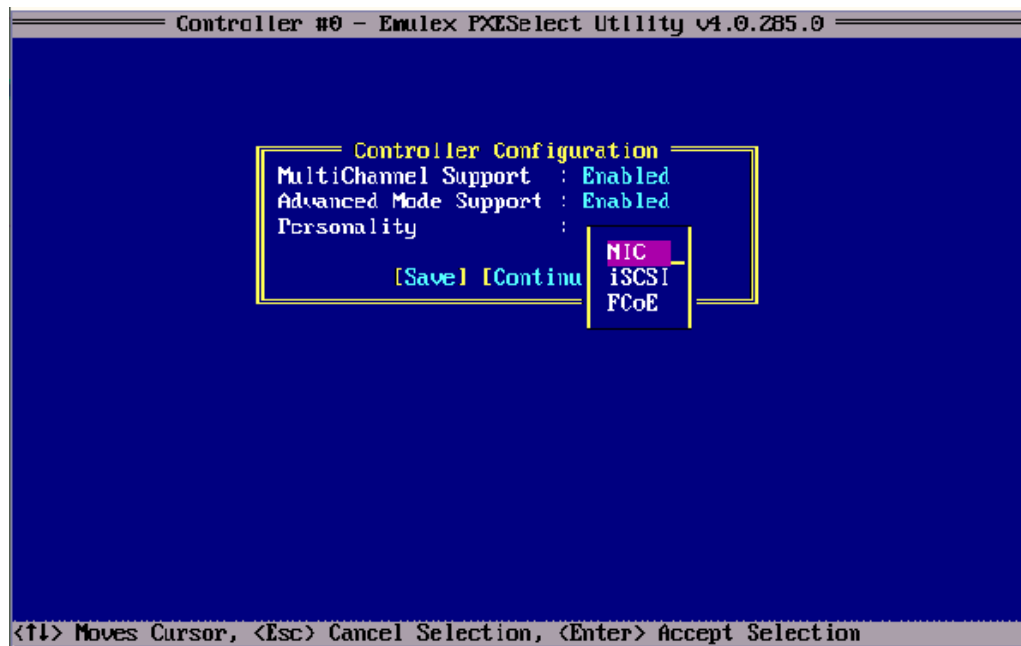 Controller #0 - Emulex PXESelect Utility v4.0.285.0
Controller Configuration
MultiChannel Support : Enabled
Advanced Mode Support : Enabled
Personality :
NIC
[Save] [Continu
iSCSI
FCoE
<↑↓> Moves Cursor, <Esc> Cancel Selection, <Enter> Accept Selection